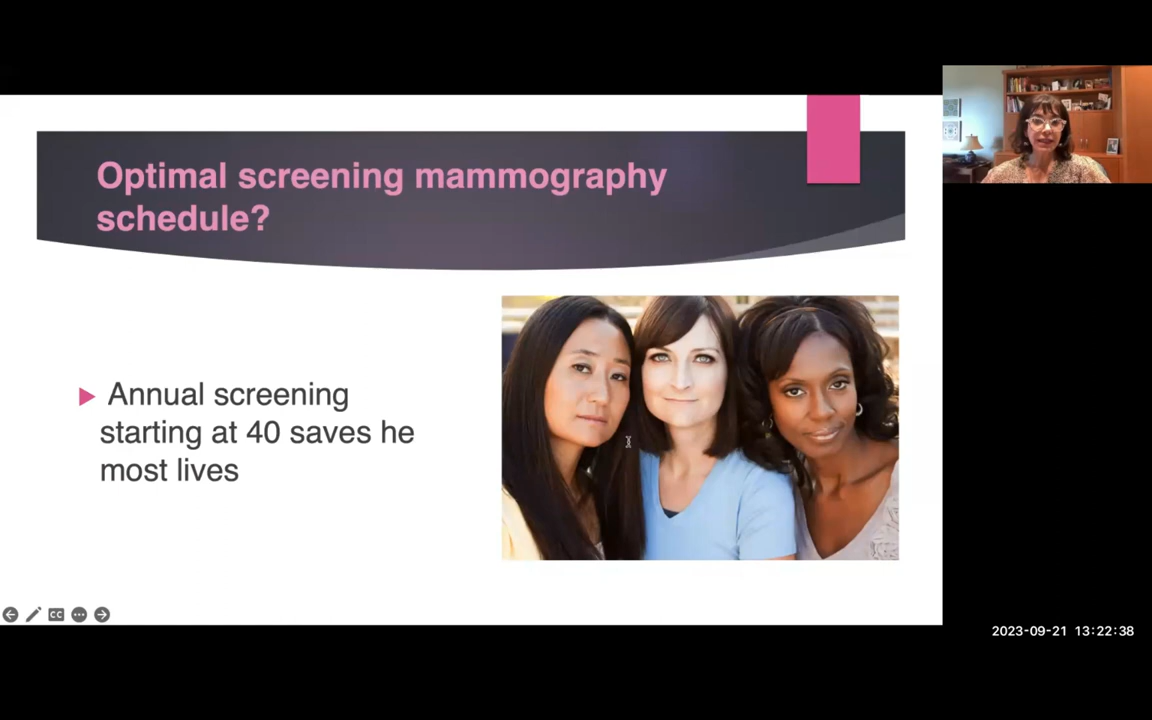 Optimal screening mammography
schedule?
Annual screening
starting at 40 saves he
most lives
CC
2023-09-21 13:22:38